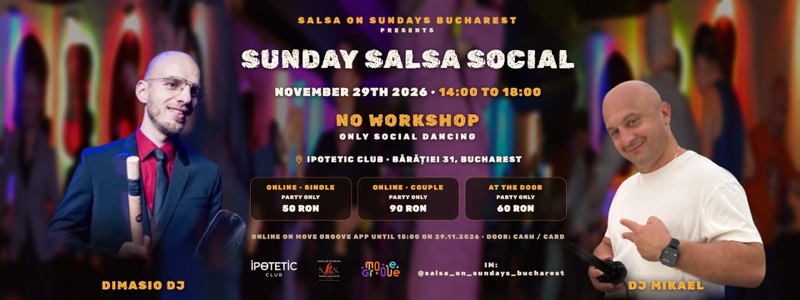 SALSA ON SUNDAYS BUCHAREST
PRESENTS
SUNDAY SALSA SOCIAL
NOVEMBER 29TH 2026 • 14:00 TO 18:00
NO WORKSHOP
ONLY SOCIAL DANCING
IPOTETIC CLUB • BĂRĂȚIEI 31, BUCHAREST
ONLINE • SINGLE
PARTY ONLY
50 RON
ONLINE • COUPLE
PARTY ONLY
90 RON
AT THE DOOR
PARTY ONLY
60 RON
ONLINE ON MOVE GROOVE APP UNTIL 18:00 ON 29.11.2026 • DOOR: CASH / CARD
iPOTETIC
CLUB
move
Groove
IM:
@salsa_on_sundays_bucharest
DIMASIO DJ
DJ MIKAEL